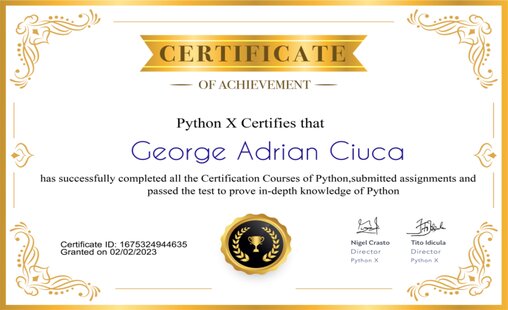 CERTIFICATE
OF ACHIEVEMENT
Python X Certifies that
George Adrian Ciuca
has successfully completed all the Certification Courses of Python,submitted assignments and
passed the test to prove in-depth knowledge of Python
Certificate ID: 1675324944635
Granted on 02/02/2023
Nigel Crasto
Director
Python X
Tito Idicula
Director
Python X